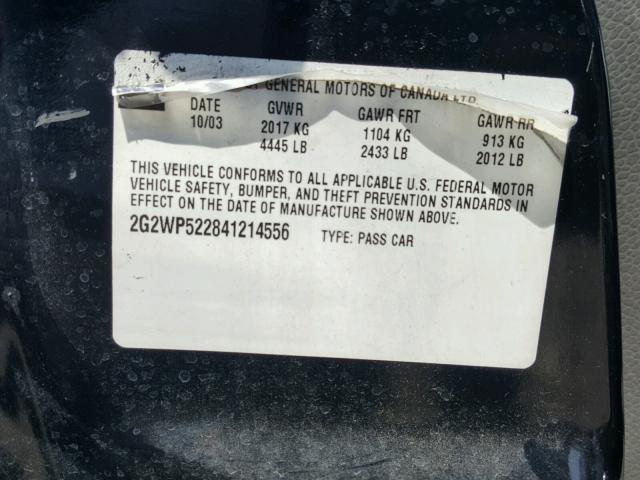 GENERAL MOTORS OF CANADA LTD.
DATE GVWR GAWR FRT GAWR RR
10/03 2017 KG 1104 KG 913 KG
4445 LB 2433 LB 2012 LB
THIS VEHICLE CONFORMS TO ALL APPLICABLE U.S. FEDERAL MOTOR
VEHICLE SAFETY, BUMPER, AND THEFT PREVENTION STANDARDS IN
EFFECT ON THE DATE OF MANUFACTURE SHOWN ABOVE.
2G2WP522841214556 TYPE: PASS CAR